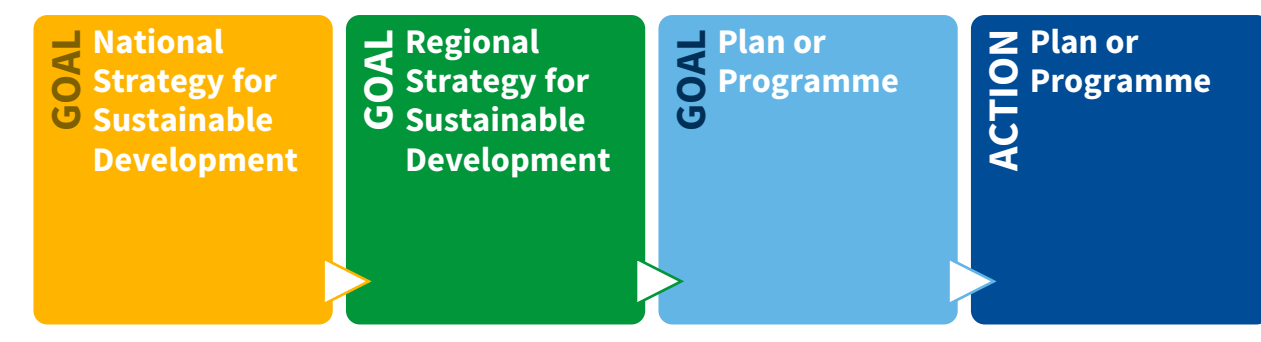 GOAL
National
Strategy for
Sustainable
Development
GOAL
Regional
Strategy for
Sustainable
Development
GOAL
Plan or
Programme
ACTION
Plan or
Programme